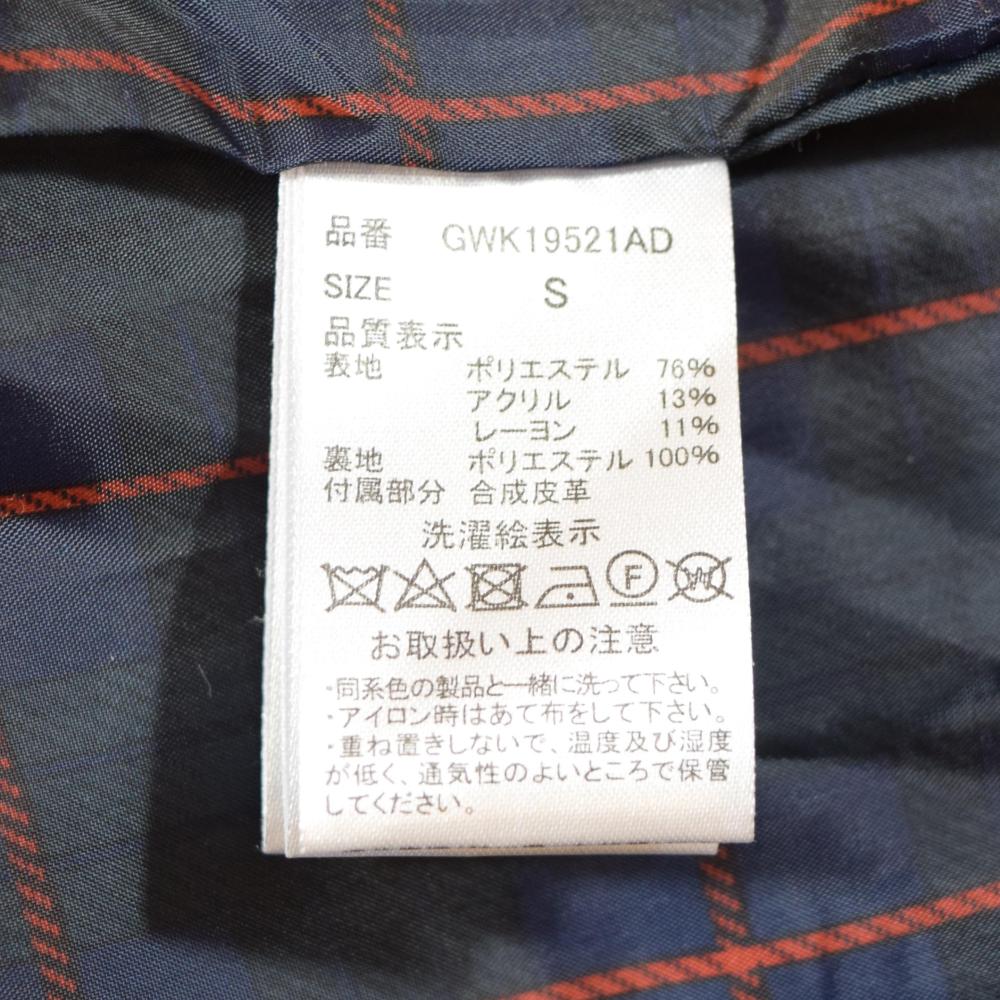 品番 GWK19521AD
SIZE S
品質表示
表地 ポリエステル 76%
アクリル 13%
レーヨン 11%
裏地 ポリエステル 100%
付属部分 合成皮革
洗濯絵表示
F W
お取扱い上の注意
・同系色の製品と一緒に洗って下さい。
・アイロン時はあて布をして下さい。
・重ね置きしないで、温度及び湿度
が低く、通気性のよいところで保管
してください。